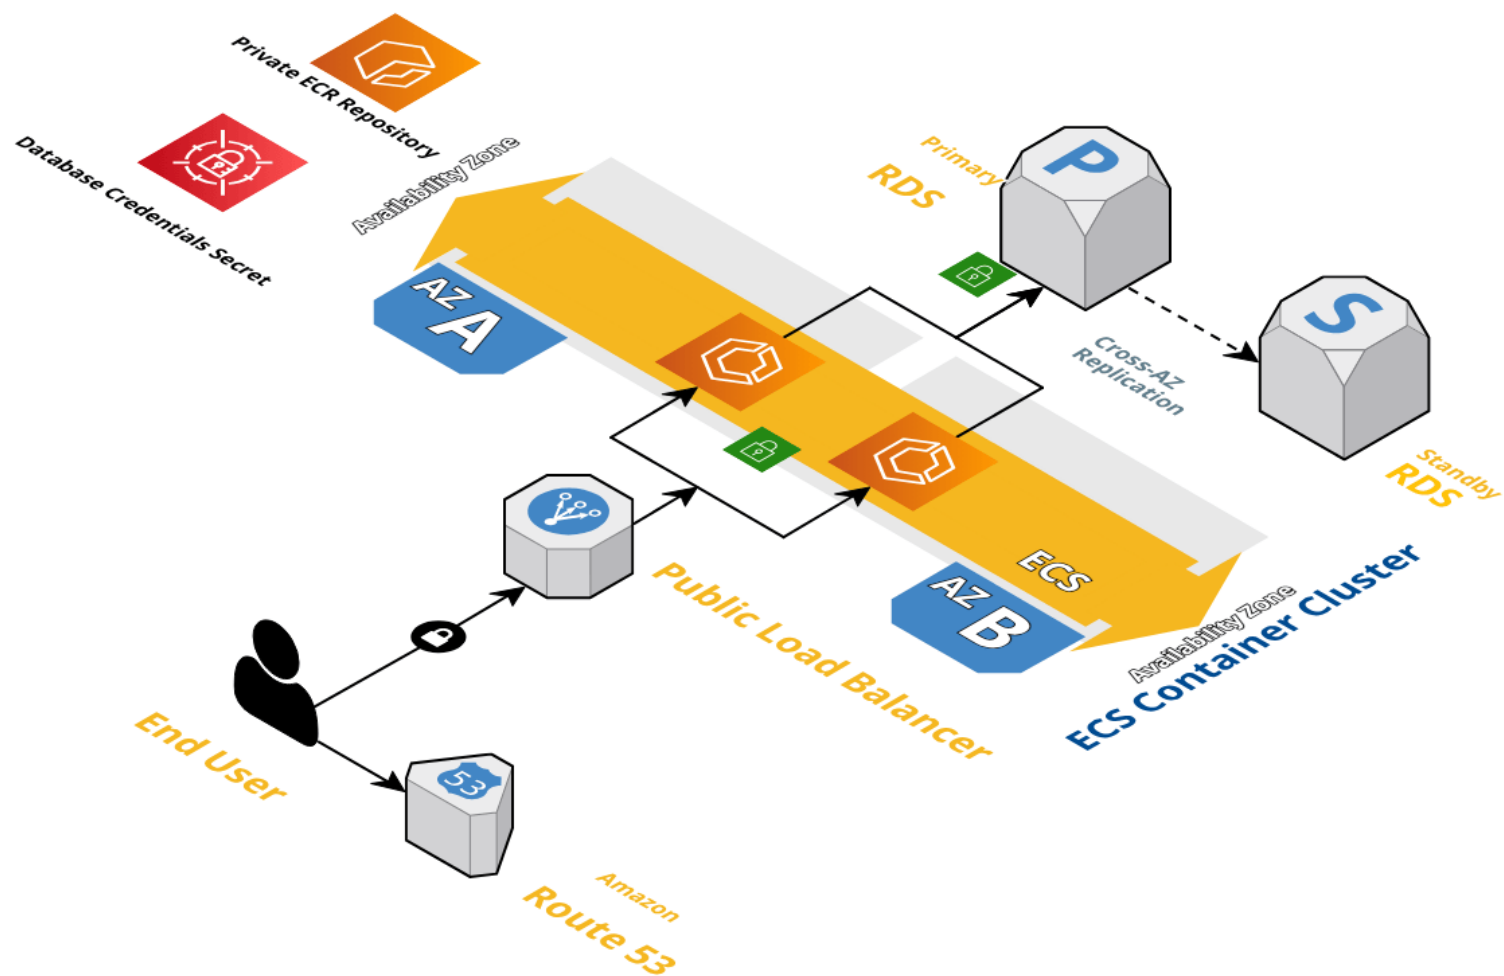 Private ECR Repository
Database Credentials Secret
Availability Zone
Primary
RDS
P
AZ
A
S
Cross-AZ
Replication
Standby
RDS
ECS
AZ
B
Availability Zone
ECS Container Cluster
Public Load Balancer
End User
53
Amazon
Route 53